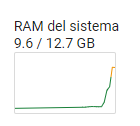 RAM del sistema
9.6 / 12.7 GB